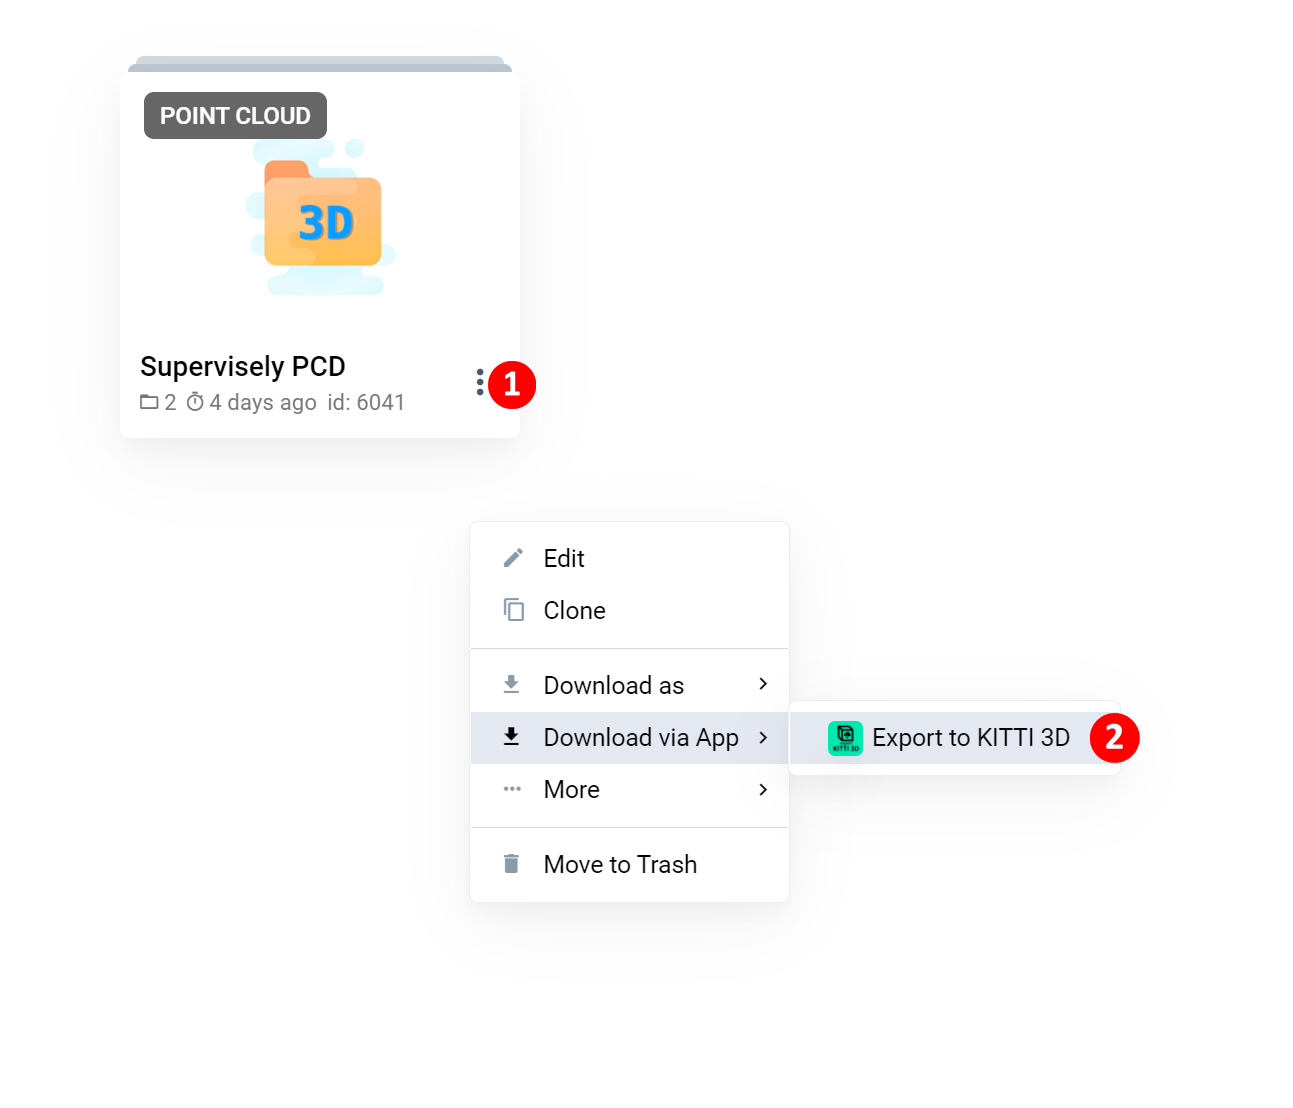 POINT CLOUD
3D
Supervisely PCD
2 4 days ago id: 6041
1
Edit
Clone
Download as
Download via App
KITTI 3D Export to KITTI 3D 2
More
Move to Trash